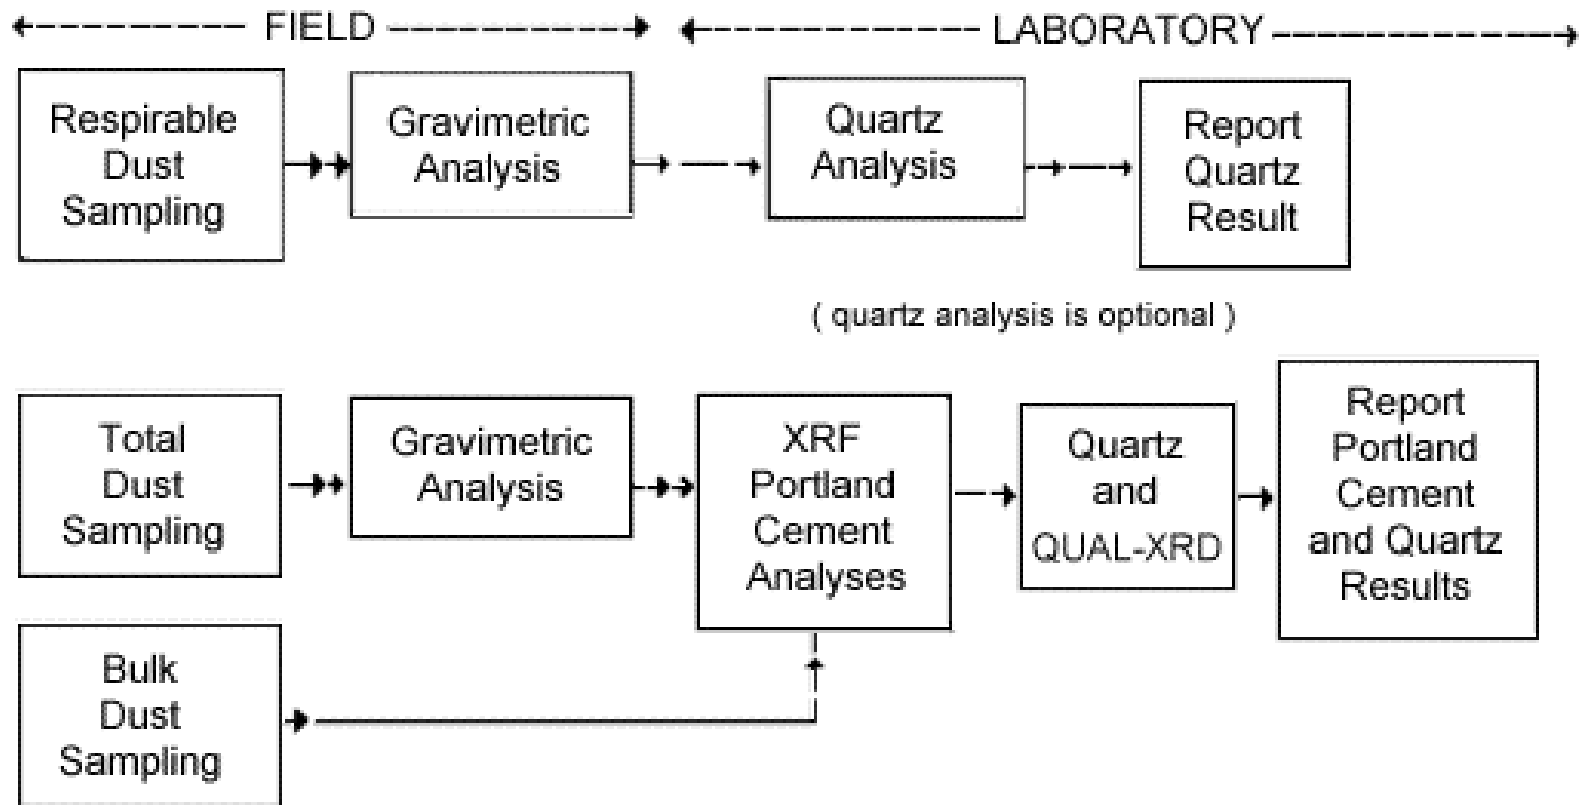 FIELD
LABORATORY
Respirable
Dust
Sampling
Gravimetric
Analysis
Quartz
Analysis
Report
Quartz
Result
( quartz analysis is optional )
Total
Dust
Sampling
Gravimetric
Analysis
XRF
Portland
Cement
Analyses
Quartz
and
QUAL-XRD
Report
Portland
Cement
and Quartz
Results
Bulk
Dust
Sampling